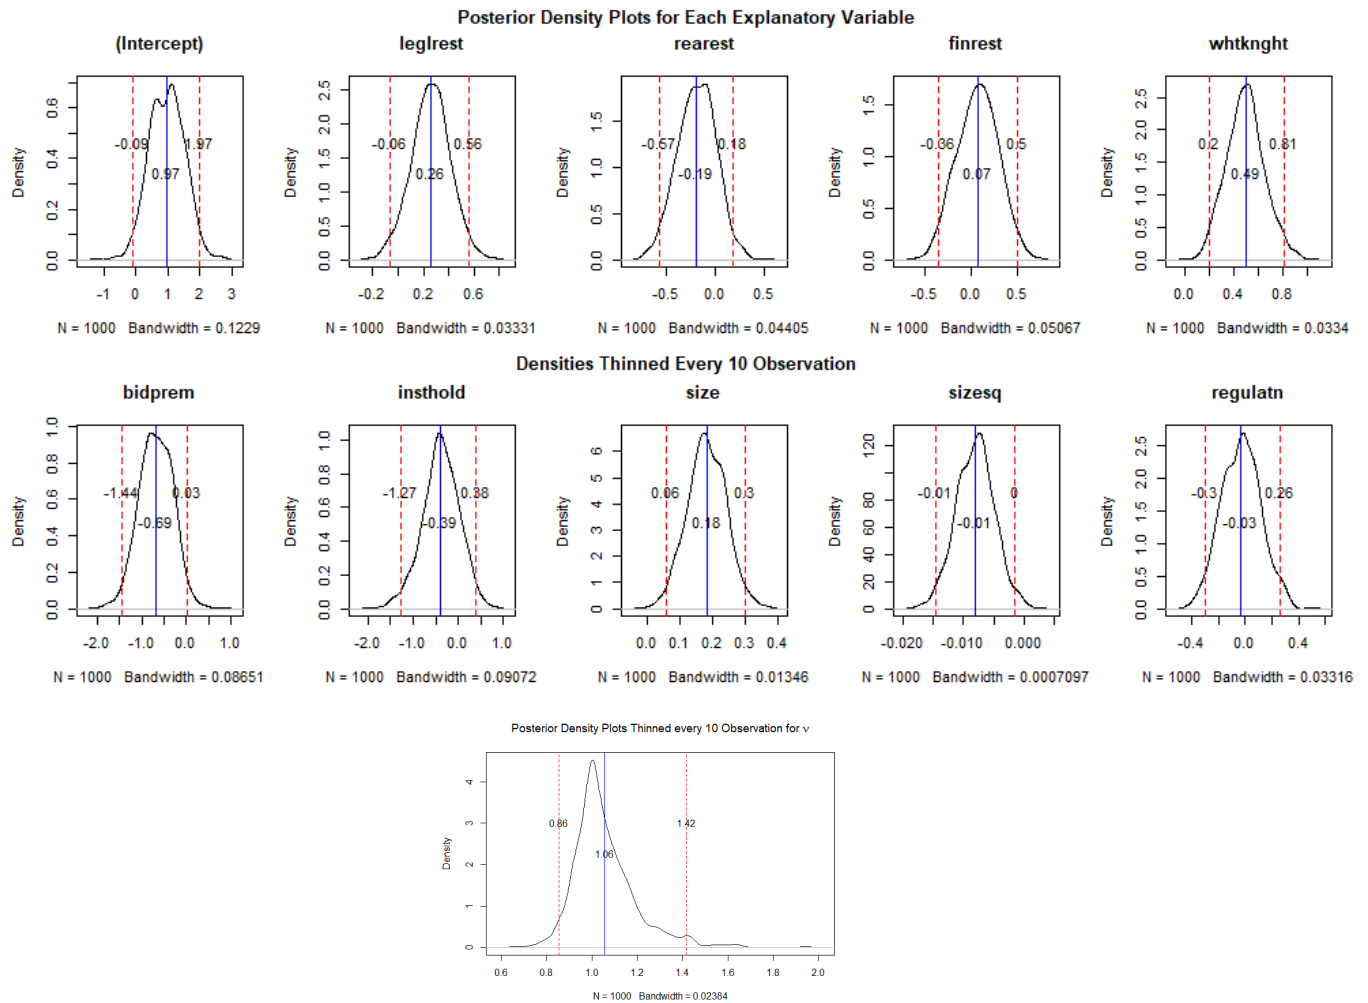 Posterior Density Plots for Each Explanatory Variable
(Intercept) leglrest rearest finrest whtknght
Density 0.0 0.2 0.4 0.6 -0.09 1.97 0.97 -1 0 1 2 3
Density 0.0 0.5 1.0 1.5 2.0 2.5 -0.06 0.56 0.26 -0.2 0.2 0.6
Density 0.0 0.5 1.0 1.5 -0.57 0.18 -0.19 -0.5 0.0 0.5
Density 0.0 0.5 1.0 1.5 -0.36 0.5 0.07 -0.5 0.0 0.5
Density 0.0 0.5 1.0 1.5 2.0 2.5 0.2 0.81 0.49 0.0 0.4 0.8
N = 1000 Bandwidth = 0.1229 N = 1000 Bandwidth = 0.03331 N = 1000 Bandwidth = 0.04405 N = 1000 Bandwidth = 0.05067 N = 1000 Bandwidth = 0.0334
Densities Thinned Every 10 Observation
bidprem insthold size sizesq regulatn
Density 0.0 0.2 0.4 0.6 0.8 1.0 -1.44 0.03 -0.69 -2.0 -1.0 0.0 1.0
Density 0.0 0.2 0.4 0.6 0.8 1.0 -1.27 0.38 -0.39 -2.0 -1.0 0.0 1.0
Density 0 1 2 3 4 5 6 0.06 0.3 0.18 0.0 0.1 0.2 0.3 0.4
Density 0 20 40 60 80 120 -0.01 0 -0.01 -0.020 -0.010 0.000
Density 0.0 0.5 1.0 1.5 2.0 2.5 -0.3 0.26 -0.03 -0.4 0.0 0.4
N = 1000 Bandwidth = 0.08651 N = 1000 Bandwidth = 0.09072 N = 1000 Bandwidth = 0.01346 N = 1000 Bandwidth = 0.0007097 N = 1000 Bandwidth = 0.03316
Posterior Density Plots Thinned every 10 Observation for ν
Density 0 1 2 3 4 0.86 1.42 1.06
0.6 0.8 1.0 1.2 1.4 1.6 1.8 2.0
N = 1000 Bandwidth = 0.02384